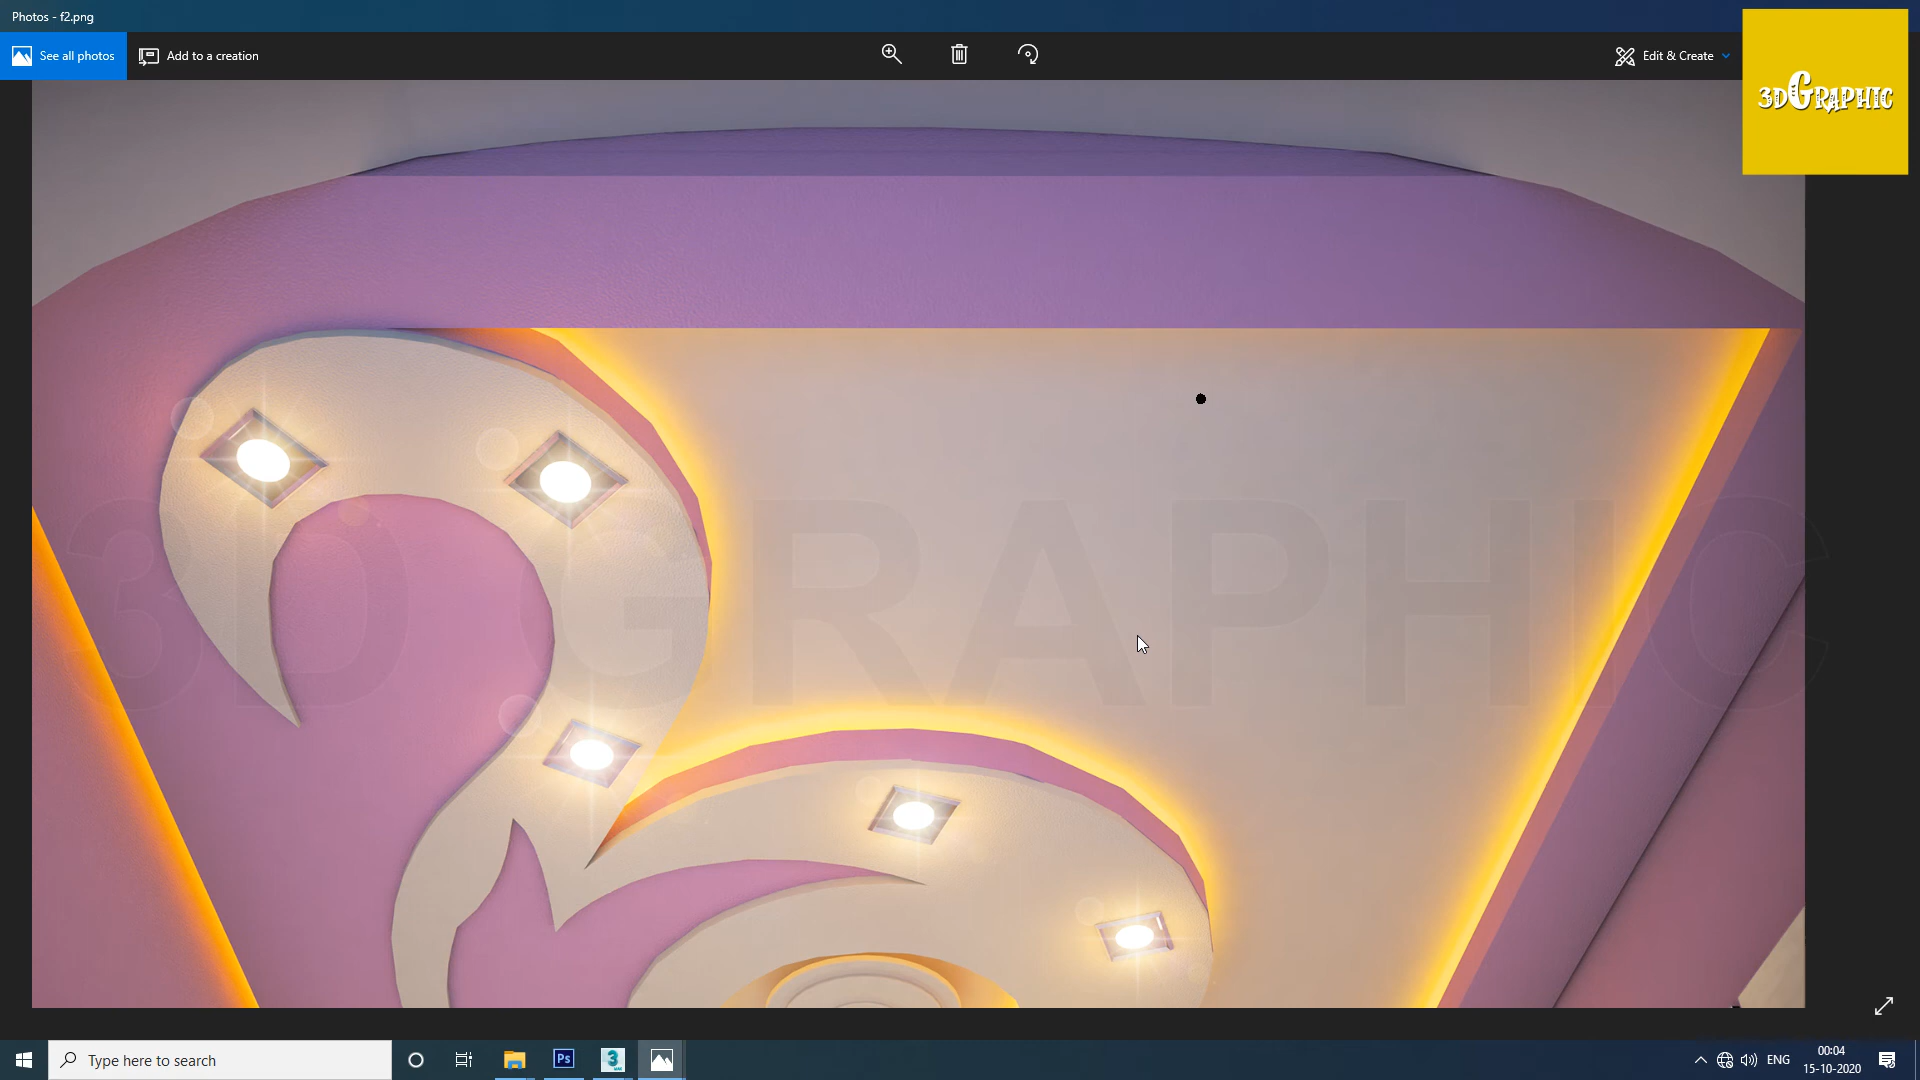 Photos - f2.png
See all photos
Add to a creation
Edit & Create
3DGRAPHIC
3D GRAPHIC
Ps
3
Type here to search
ENG
00:04
15-10-2020